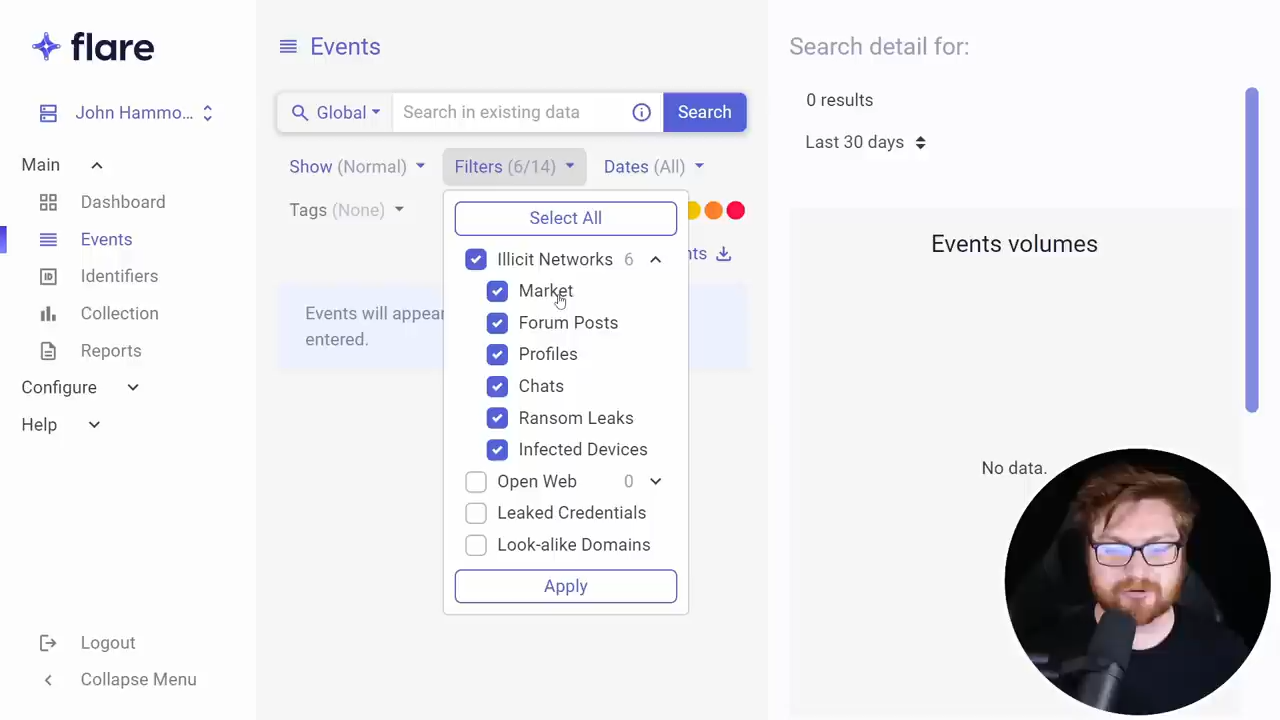 flare
John Hammo...
Main
Dashboard
Events
Identifiers
Collection
Reports
Configure
Help
Logout
Collapse Menu
Events
Global
Search in existing data
Search
Show (Normal)
Filters (6/14)
Dates (All)
Tags (None)
Select All
Illicit Networks 6
Market
Forum Posts
Profiles
Chats
Ransom Leaks
Infected Devices
Open Web 0
Leaked Credentials
Look-alike Domains
Apply
Events will appear
entered.
Search detail for:
0 results
Last 30 days
Events volumes
No data.